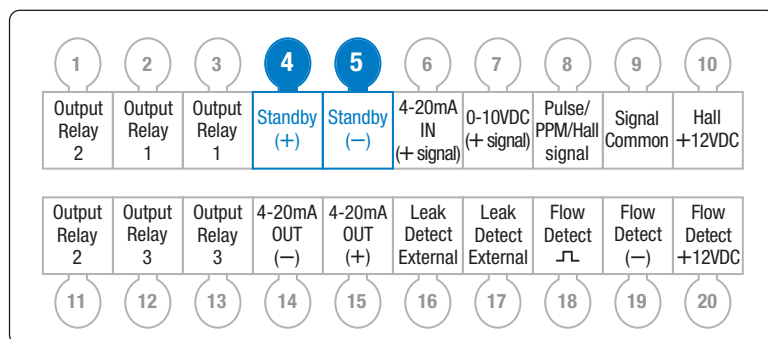 1 2 3 4 5 6 7 8 9 10
Output Relay 2
Output Relay 1
Output Relay 1
Standby (+)
Standby (−)
4-20mA IN (+ signal)
0-10VDC (+ signal)
Pulse/ PPM/Hall signal
Signal Common
Hall +12VDC
Output Relay 2
Output Relay 3
Output Relay 3
4-20mA OUT (−)
4-20mA OUT (+)
Leak Detect External
Leak Detect External
Flow Detect
Flow Detect (−)
Flow Detect +12VDC
11 12 13 14 15 16 17 18 19 20